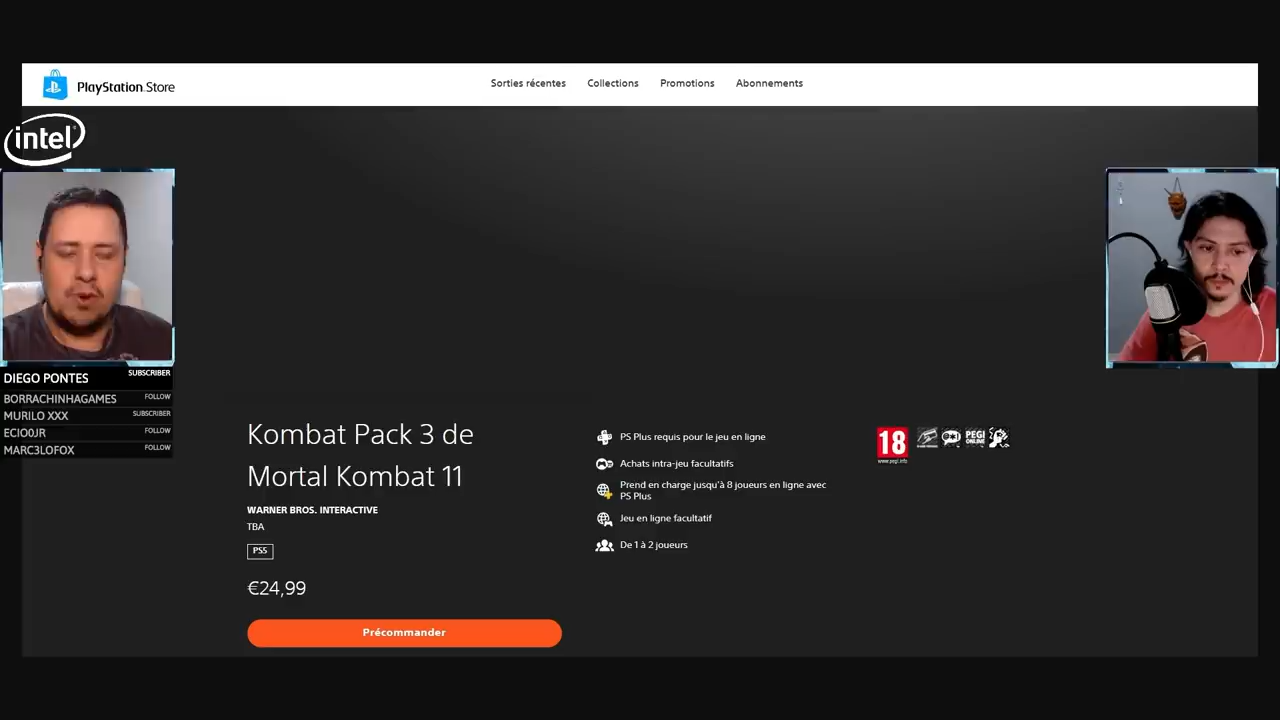 PlayStation.Store
Sorties récentes
Collections
Promotions
Abonnements
intel
DIEGO PONTES SUBSCRIBER
BORRACHINHAGAMES FOLLOW
MURILO XXX SUBSCRIBER
ECIO0JR FOLLOW
MARC3LOFOX FOLLOW
Kombat Pack 3 de
Mortal Kombat 11
WARNER BROS. INTERACTIVE
TBA
PS5
€24,99
Précommander
PS Plus requis pour le jeu en ligne
Achats intra-jeu facultatifs
Prend en charge jusqu'à 8 joueurs en ligne avec
PS Plus
Jeu en ligne facultatif
De 1 à 2 joueurs
18
www.pegi.info
PEGI
ONLINE